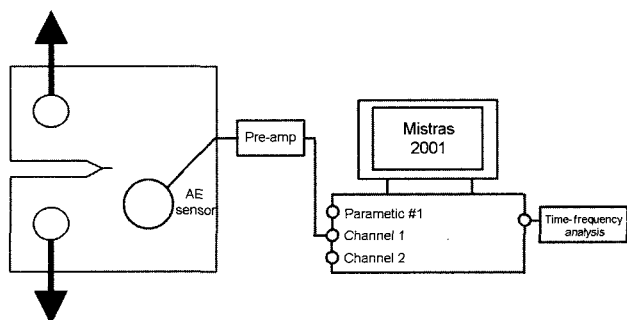 Pre-amp
AE
sensor
Mistras
2001
Parametic #1
Channel 1
Channel 2
Time-frequency
analysis